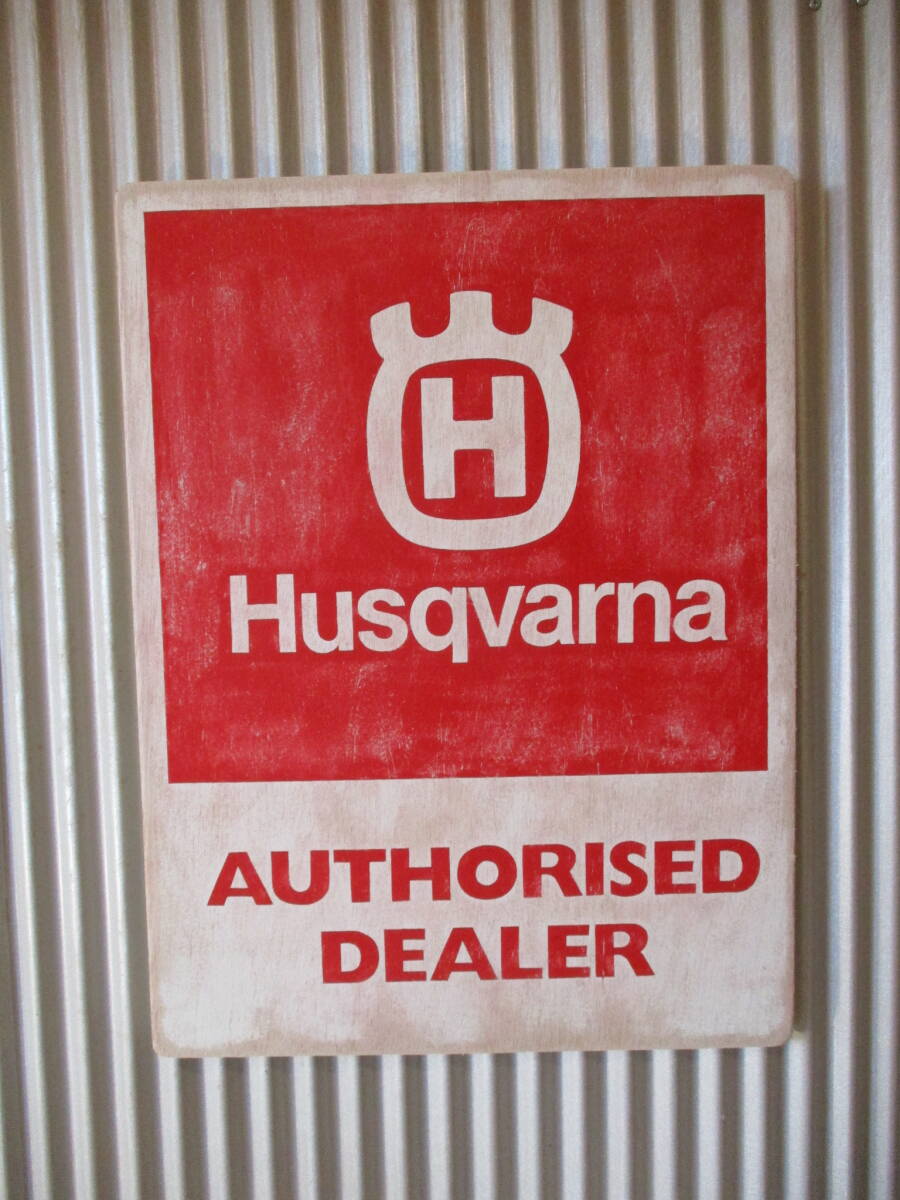 H
Husqvarna
AUTHORISED
DEALER